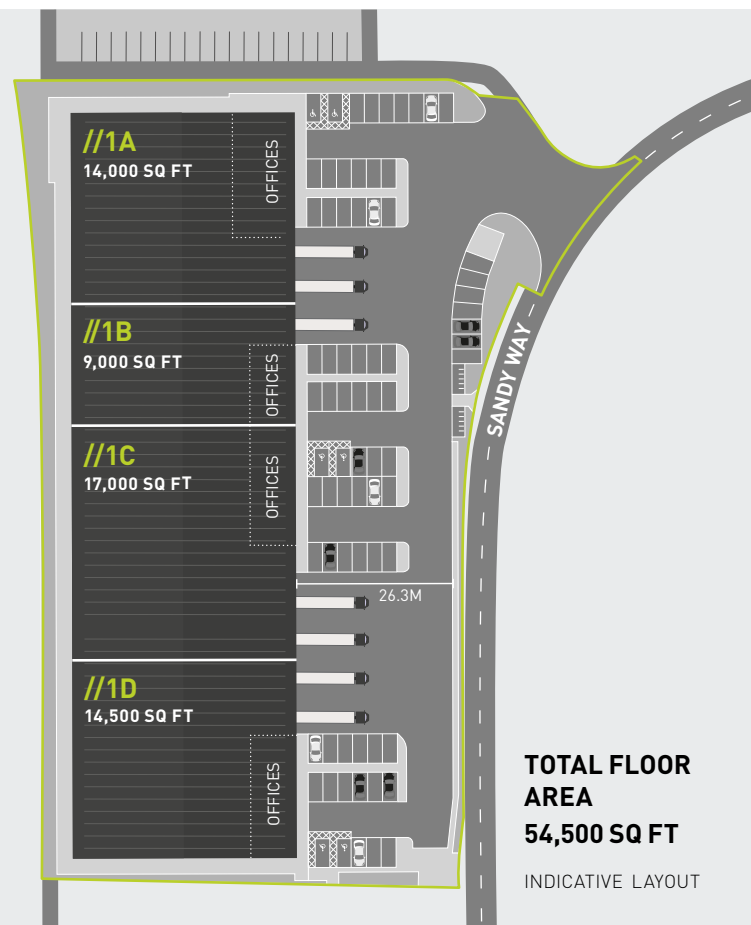 //1A
14,000 SQ FT
OFFICES
//1B
9,000 SQ FT
OFFICES
//1C
17,000 SQ FT
OFFICES
26.3M
//1D
14,500 SQ FT
OFFICES
SANDY WAY
TOTAL FLOOR
AREA
54,500 SQ FT
INDICATIVE LAYOUT